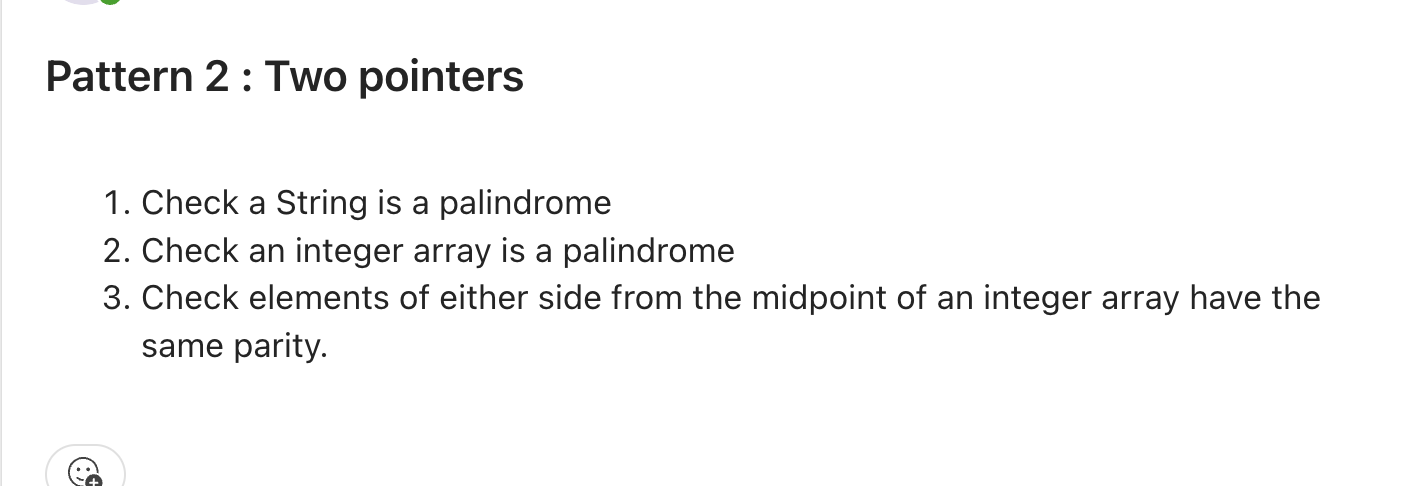 Pattern 2 : Two pointers
1. Check a String is a palindrome
2. Check an integer array is a palindrome
3. Check elements of either side from the midpoint of an integer array have the
same parity.